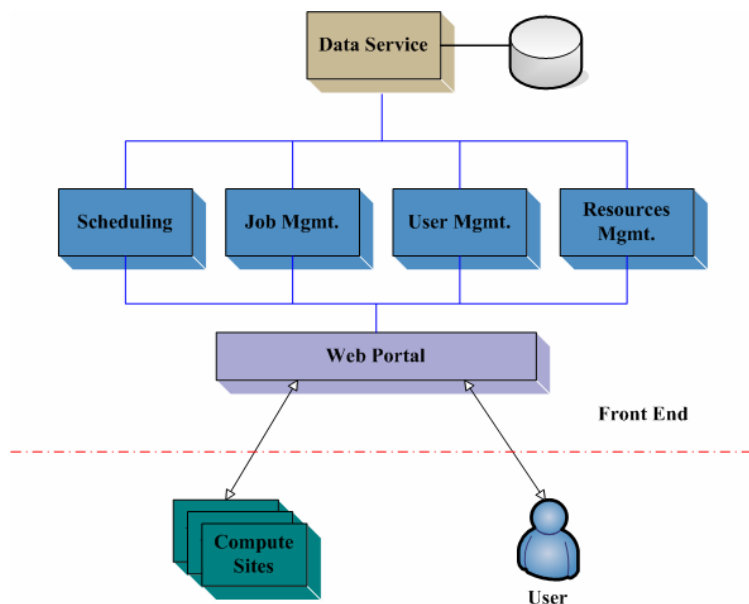 Data Service
Scheduling
Job Mgmt.
User Mgmt.
Resources
Mgmt.
Web Portal
Front End
Compute
Sites
User